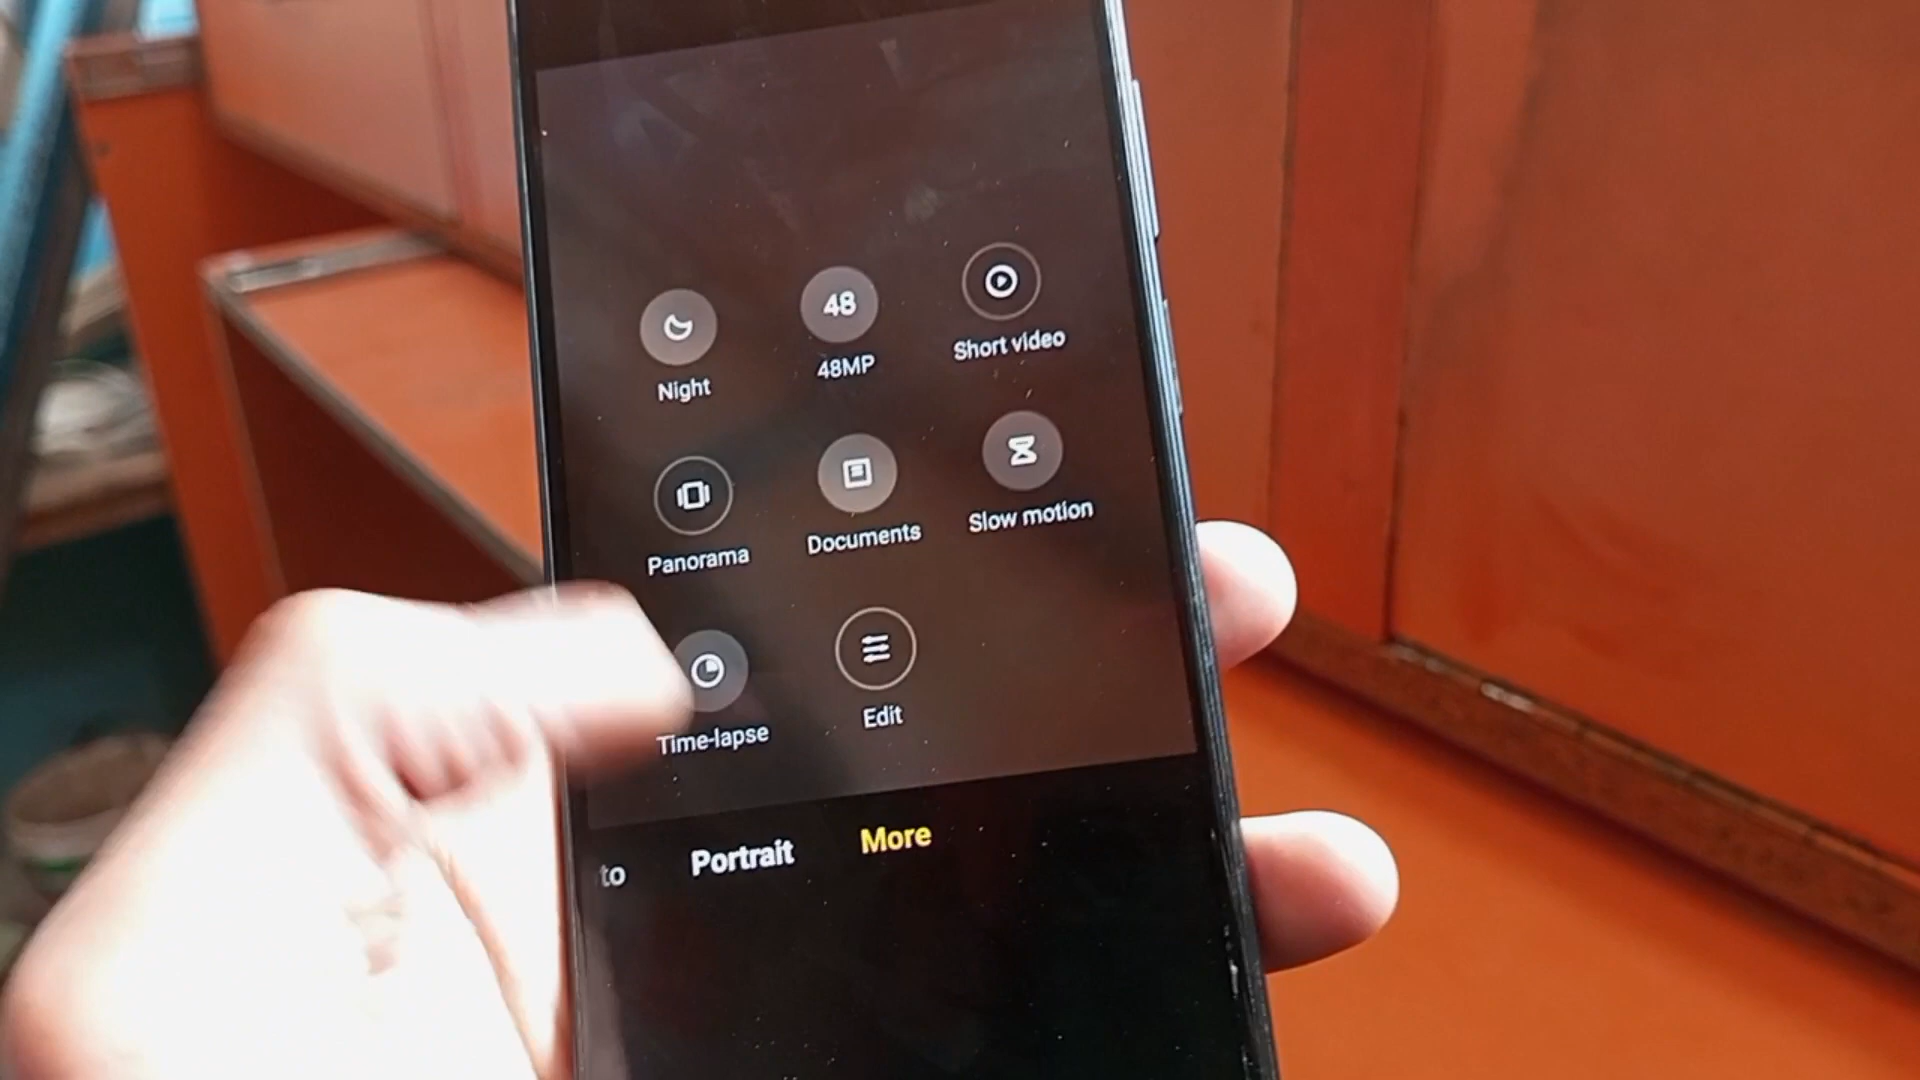 48
Night
48MP
Short video
Panorama
Documents
Slow motion
Time-lapse
Edit
to
Portrait
More